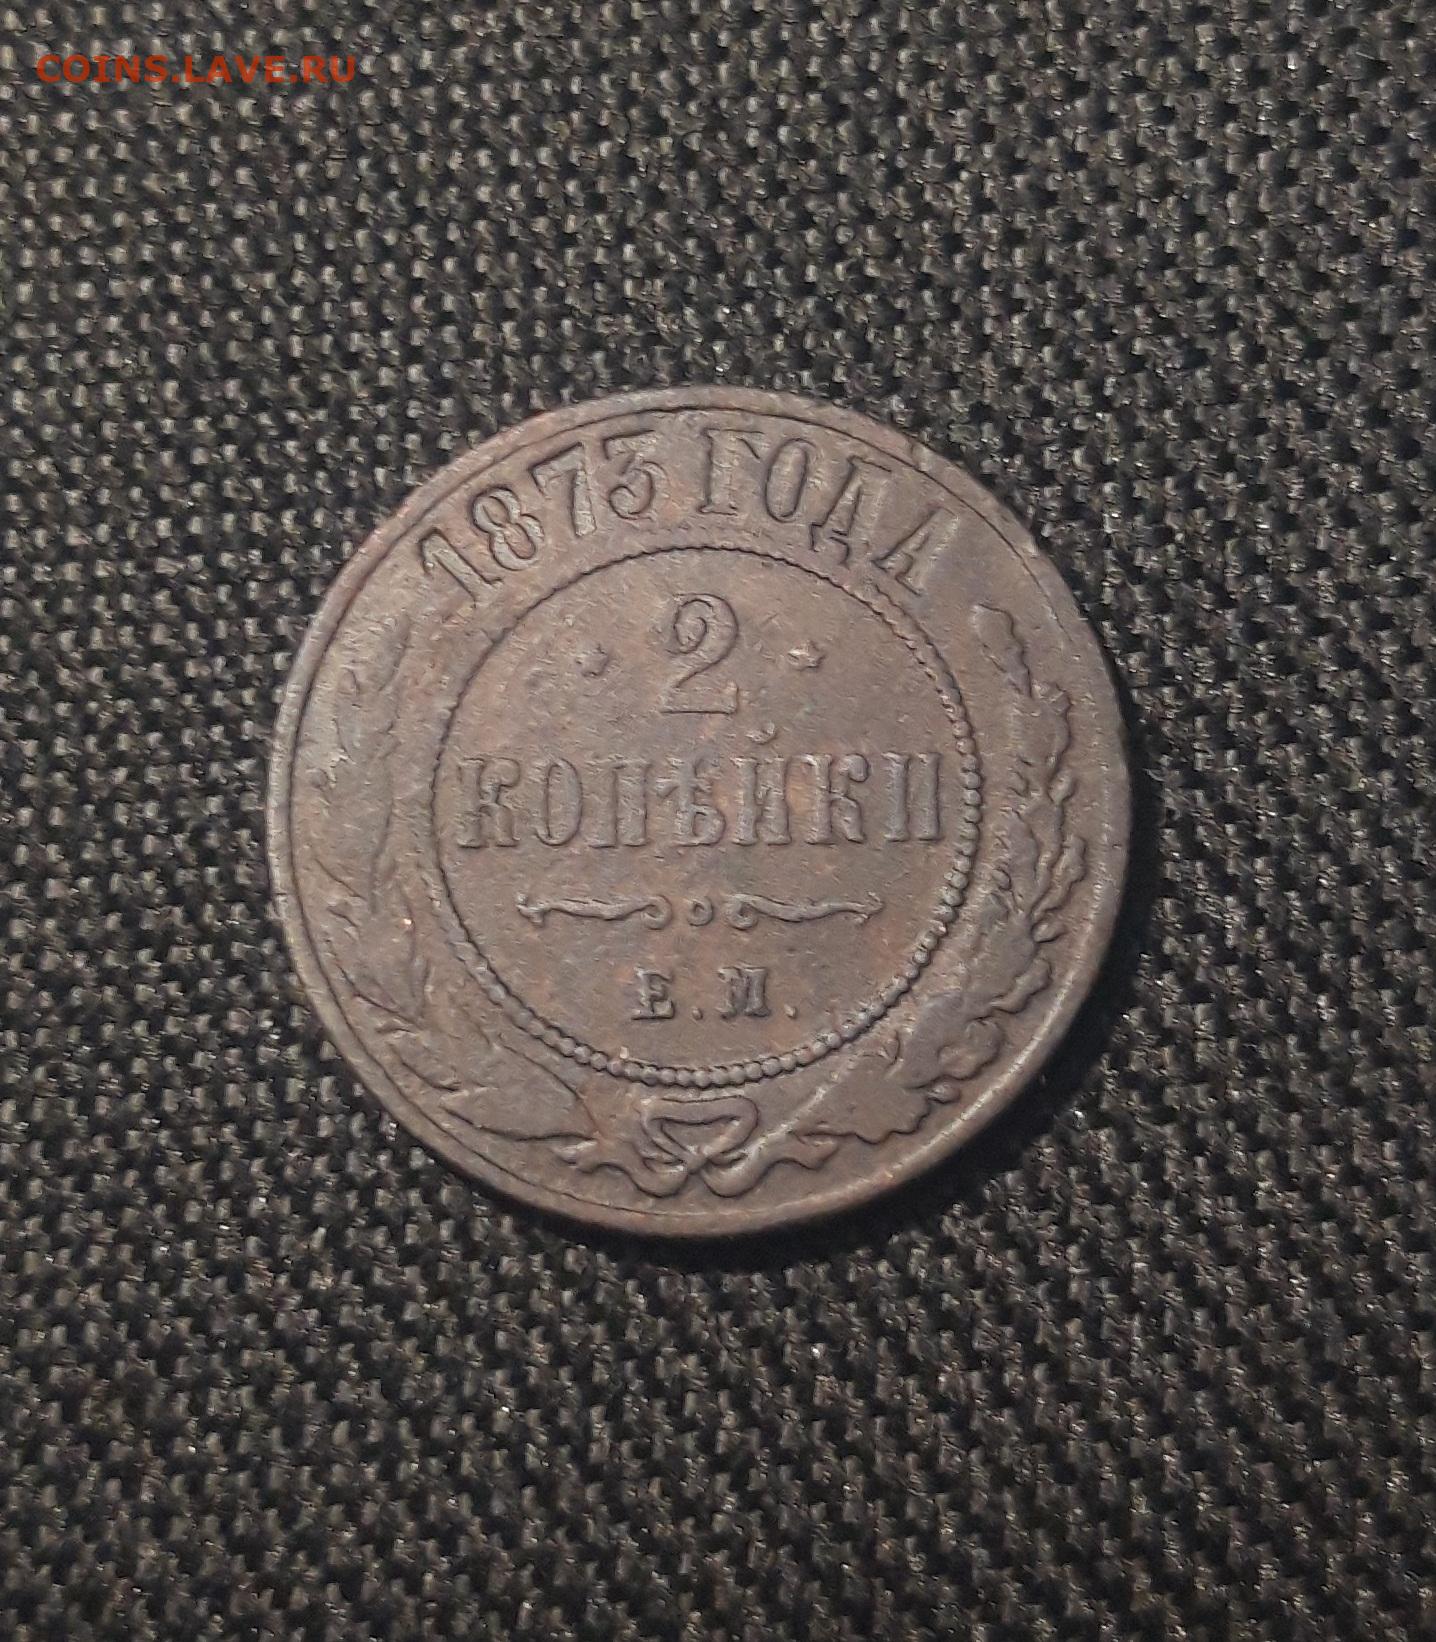 COINS.LAVE.RU
1873 ГОДА
2
КОПѢЙКИ
Е.М.